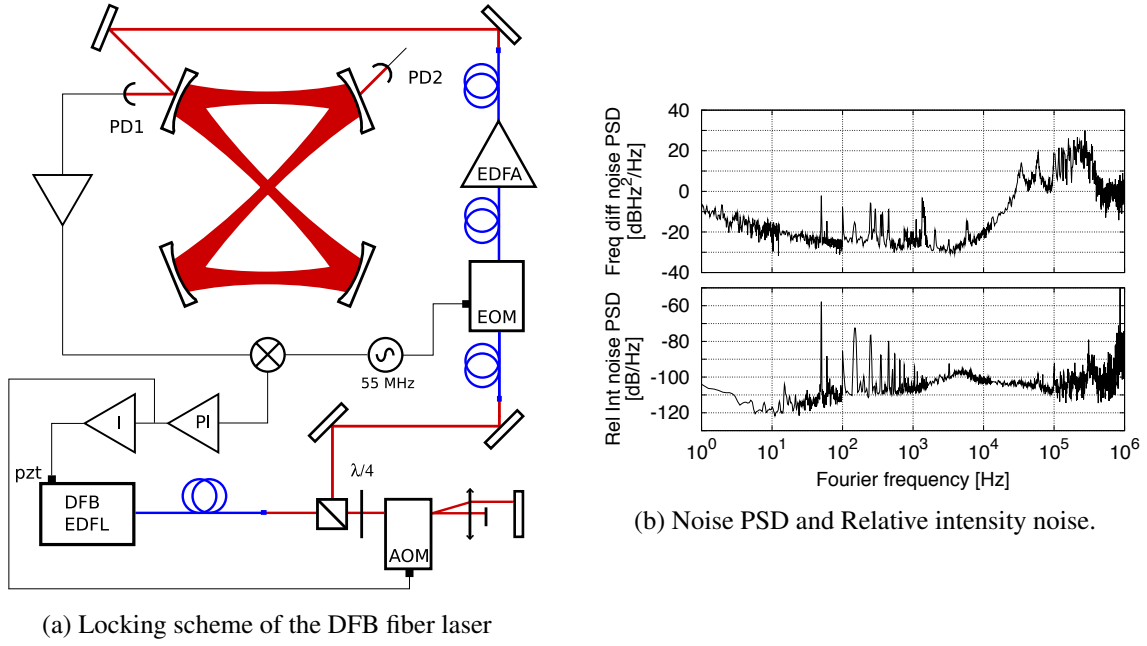 PD1
PD2
EDFA
EOM
55 MHz
PI
I
pzt
λ/4
DFB
EDFL
AOM
(a) Locking scheme of the DFB fiber laser
Freq diff noise PSD
[dBHz²/Hz]
40
20
0
-20
-40
Rel Int noise PSD
[dB/Hz]
-60
-80
-100
-120
10⁰ 10¹ 10² 10³ 10⁴ 10⁵ 10⁶
Fourier frequency [Hz]
(b) Noise PSD and Relative intensity noise.